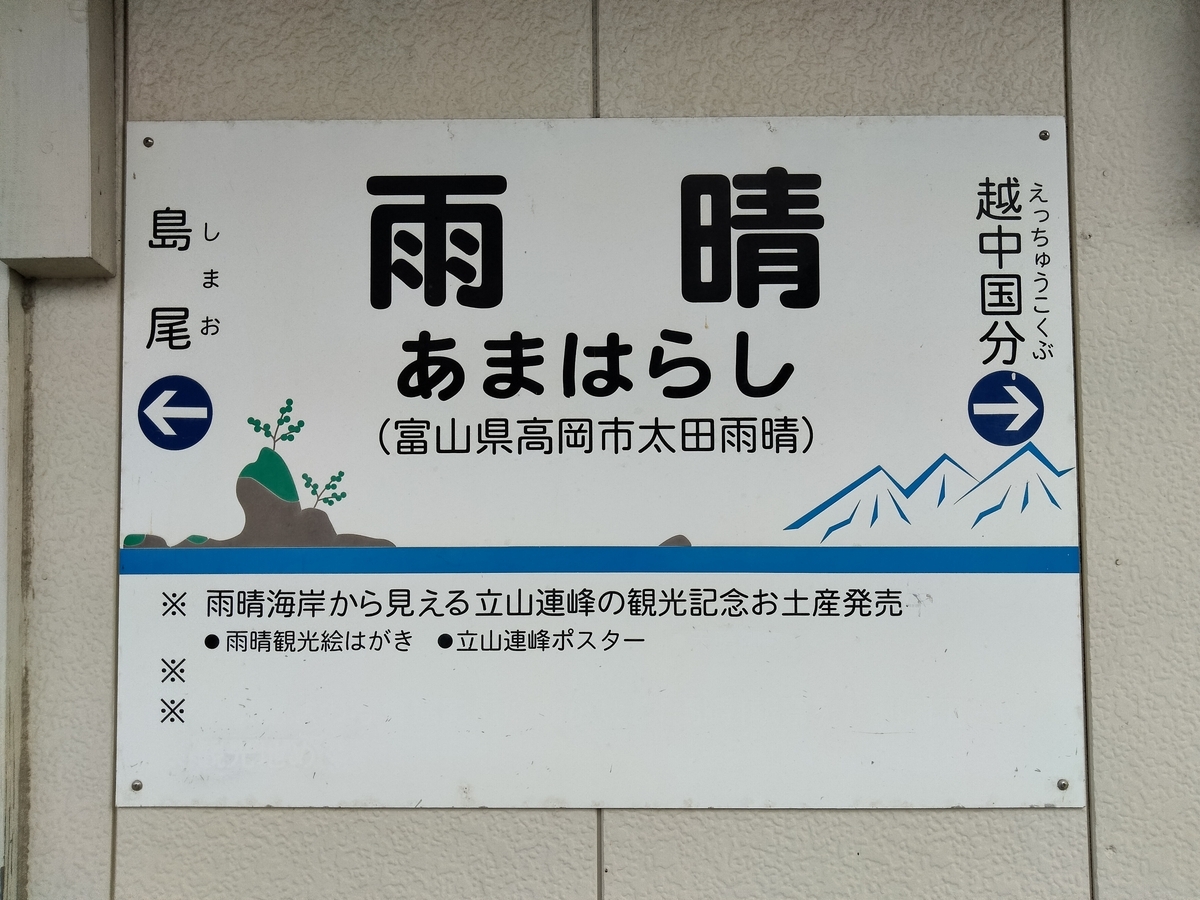 雨晴
あまはらし
(富山県高岡市太田雨晴)
島尾
しまお
越中国分
えっちゅうこくぶ
※ 雨晴海岸から見える立山連峰の観光記念お土産発売
●雨晴観光絵はがき ●立山連峰ポスター
※
※